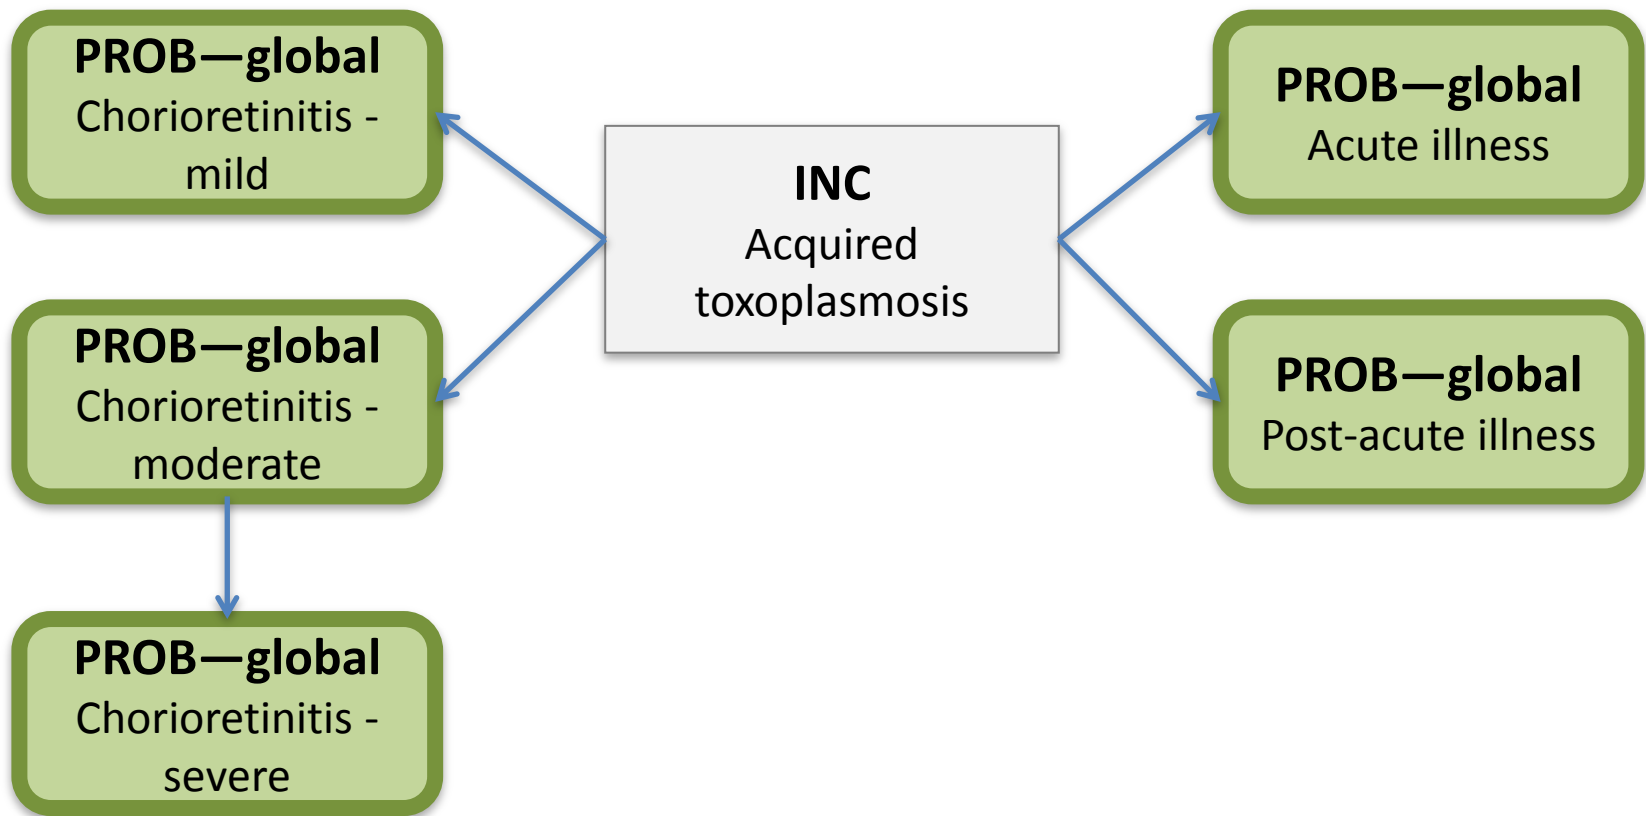 PROB—global
Chorioretinitis -
mild
PROB—global
Chorioretinitis -
moderate
PROB—global
Chorioretinitis -
severe
INC
Acquired
toxoplasmosis
PROB—global
Acute illness
PROB—global
Post-acute illness